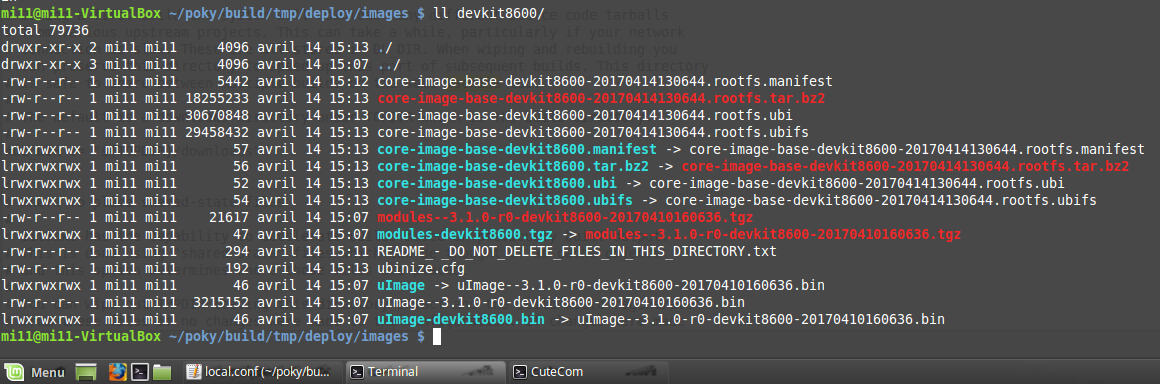 mi11@mi11-VirtualBox ~/poky/build/tmp/deploy/images $ ll devkit8600/
total 79736
drwxr-xr-x 2 mi11 mi11 4096 avril 14 15:13 ./
drwxr-xr-x 3 mi11 mi11 4096 avril 14 15:07 ../
-rw-r--r-- 1 mi11 mi11 5442 avril 14 15:12 core-image-base-devkit8600-20170414130644.rootfs.manifest
-rw-r--r-- 1 mi11 mi11 18255233 avril 14 15:13 core-image-base-devkit8600-20170414130644.rootfs.tar.bz2
-rw-r--r-- 1 mi11 mi11 30670848 avril 14 15:13 core-image-base-devkit8600-20170414130644.rootfs.ubi
-rw-r--r-- 1 mi11 mi11 29458432 avril 14 15:13 core-image-base-devkit8600-20170414130644.rootfs.ubifs
lrwxrwxrwx 1 mi11 mi11 57 avril 14 15:13 core-image-base-devkit8600.manifest -> core-image-base-devkit8600-20170414130644.rootfs.manifest
lrwxrwxrwx 1 mi11 mi11 56 avril 14 15:13 core-image-base-devkit8600.tar.bz2 -> core-image-base-devkit8600-20170414130644.rootfs.tar.bz2
lrwxrwxrwx 1 mi11 mi11 52 avril 14 15:13 core-image-base-devkit8600.ubi -> core-image-base-devkit8600-20170414130644.rootfs.ubi
lrwxrwxrwx 1 mi11 mi11 54 avril 14 15:13 core-image-base-devkit8600.ubifs -> core-image-base-devkit8600-20170414130644.rootfs.ubifs
-rw-r--r-- 1 mi11 mi11 21617 avril 14 15:07 modules--3.1.0-r0-devkit8600-20170410160636.tgz
lrwxrwxrwx 1 mi11 mi11 47 avril 14 15:07 modules-devkit8600.tgz -> modules--3.1.0-r0-devkit8600-20170410160636.tgz
-rw-r--r-- 1 mi11 mi11 294 avril 14 15:11 README_-_DO_NOT_DELETE_FILES_IN_THIS_DIRECTORY.txt
-rw-r--r-- 1 mi11 mi11 192 avril 14 15:13 ubinize.cfg
lrwxrwxrwx 1 mi11 mi11 46 avril 14 15:07 uImage -> uImage--3.1.0-r0-devkit8600-20170410160636.bin
-rw-r--r-- 1 mi11 mi11 3215152 avril 14 15:07 uImage--3.1.0-r0-devkit8600-20170410160636.bin
lrwxrwxrwx 1 mi11 mi11 46 avril 14 15:07 uImage-devkit8600.bin -> uImage--3.1.0-r0-devkit8600-20170410160636.bin
mi11@mi11-VirtualBox ~/poky/build/tmp/deploy/images $
Menu local.conf (~/poky/bu... Terminal CuteCom